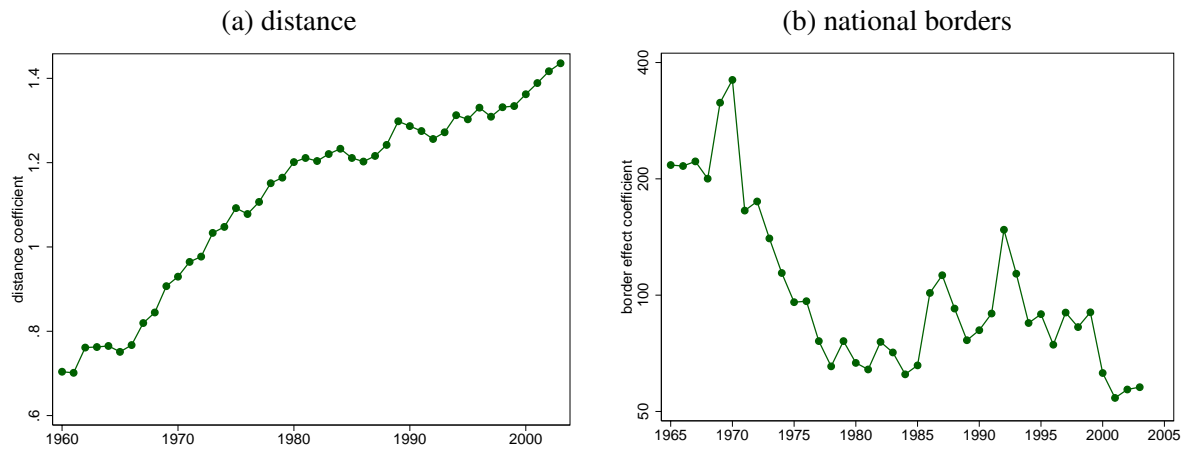 (a) distance
distance coefficient
1.4
1.2
1
.8
.6
1960 1970 1980 1990 2000
(b) national borders
border effect coefficient
400
200
100
50
1965 1970 1975 1980 1985 1990 1995 2000 2005